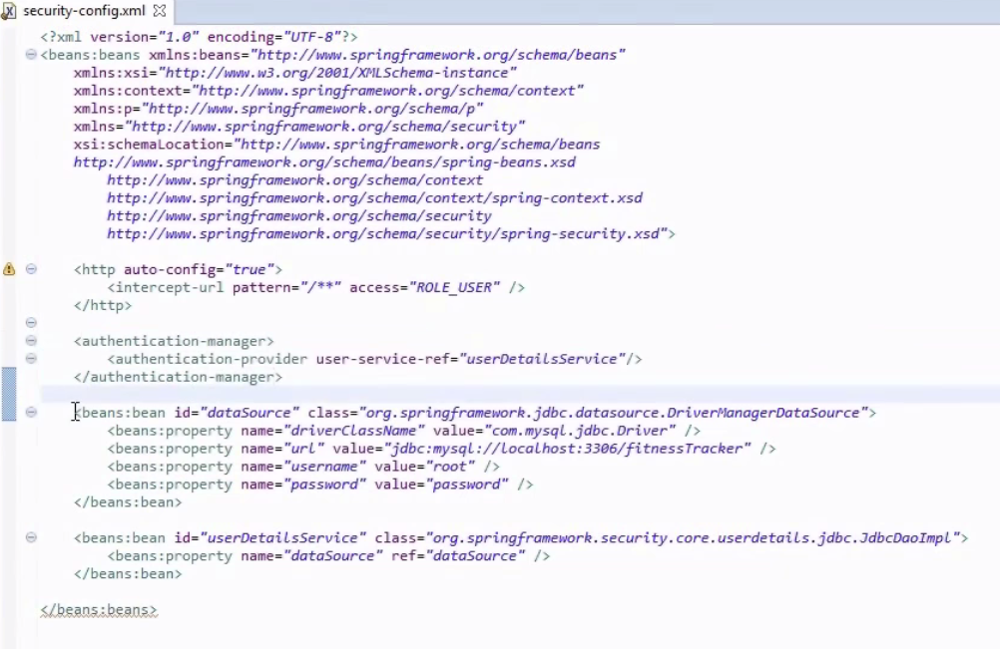 security-config.xml
<?xml version="1.0" encoding="UTF-8"?>
<beans:beans xmlns:beans="http://www.springframework.org/schema/beans"
xmlns:xsi="http://www.w3.org/2001/XMLSchema-instance"
xmlns:context="http://www.springframework.org/schema/context"
xmlns:p="http://www.springframework.org/schema/p"
xmlns="http://www.springframework.org/schema/security"
xsi:schemaLocation="http://www.springframework.org/schema/beans
http://www.springframework.org/schema/beans/spring-beans.xsd
http://www.springframework.org/schema/context
http://www.springframework.org/schema/context/spring-context.xsd
http://www.springframework.org/schema/security
http://www.springframework.org/schema/security/spring-security.xsd">
<http auto-config="true">
<intercept-url pattern="/**" access="ROLE_USER" />
</http>
<authentication-manager>
<authentication-provider user-service-ref="userDetailsService"/>
</authentication-manager>
<beans:bean id="dataSource" class="org.springframework.jdbc.datasource.DriverManagerDataSource">
<beans:property name="driverClassName" value="com.mysql.jdbc.Driver" />
<beans:property name="url" value="jdbc:mysql://localhost:3306/fitnessTracker" />
<beans:property name="username" value="root" />
<beans:property name="password" value="password" />
</beans:bean>
<beans:bean id="userDetailsService" class="org.springframework.security.core.userdetails.jdbc.JdbcDaoImpl">
<beans:property name="dataSource" ref="dataSource" />
</beans:bean>
</beans:beans>